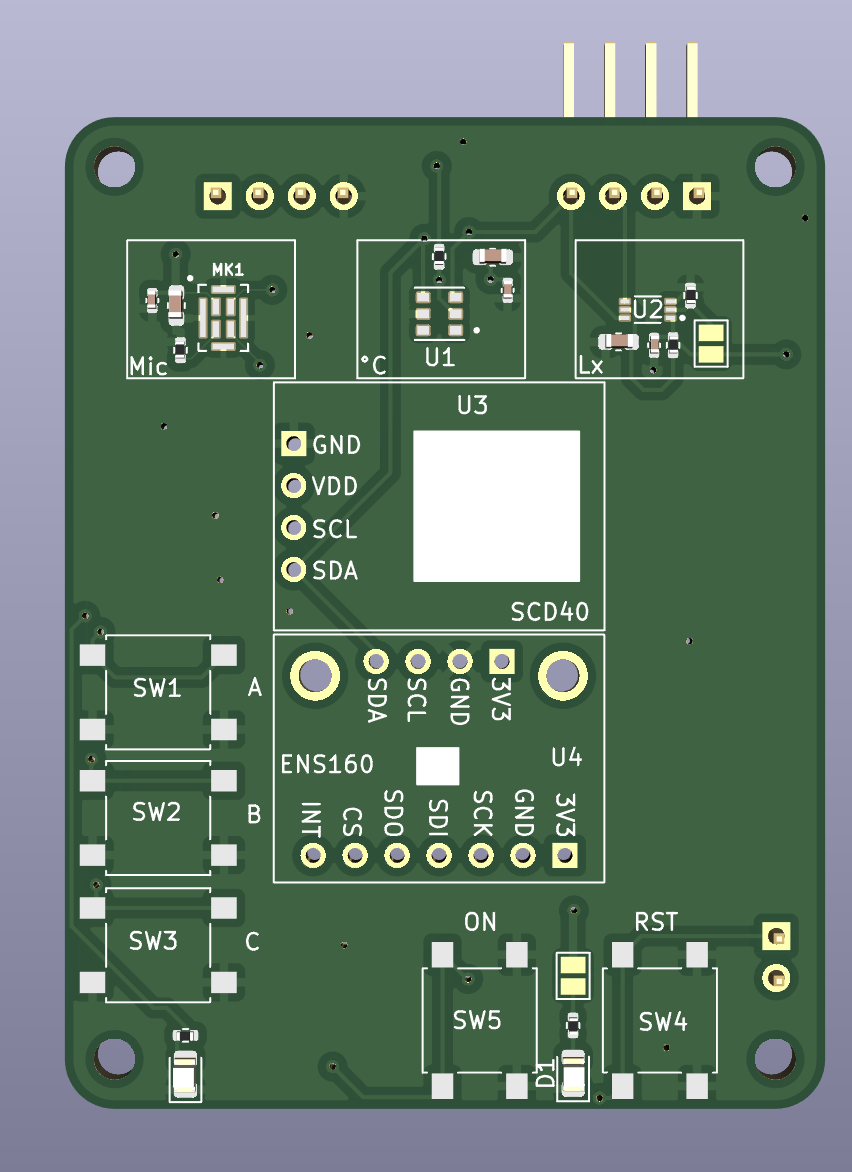 MK1
Mic
°C
U1
U2
Lx
U3
GND
VDD
SCL
SDA
SCD40
SDA
SCL
GND
3V3
ENS160
U4
INT
CS
SDO
SDI
SCK
GND
3V3
SW1
A
SW2
B
SW3
C
ON
RST
SW5
SW4
D1